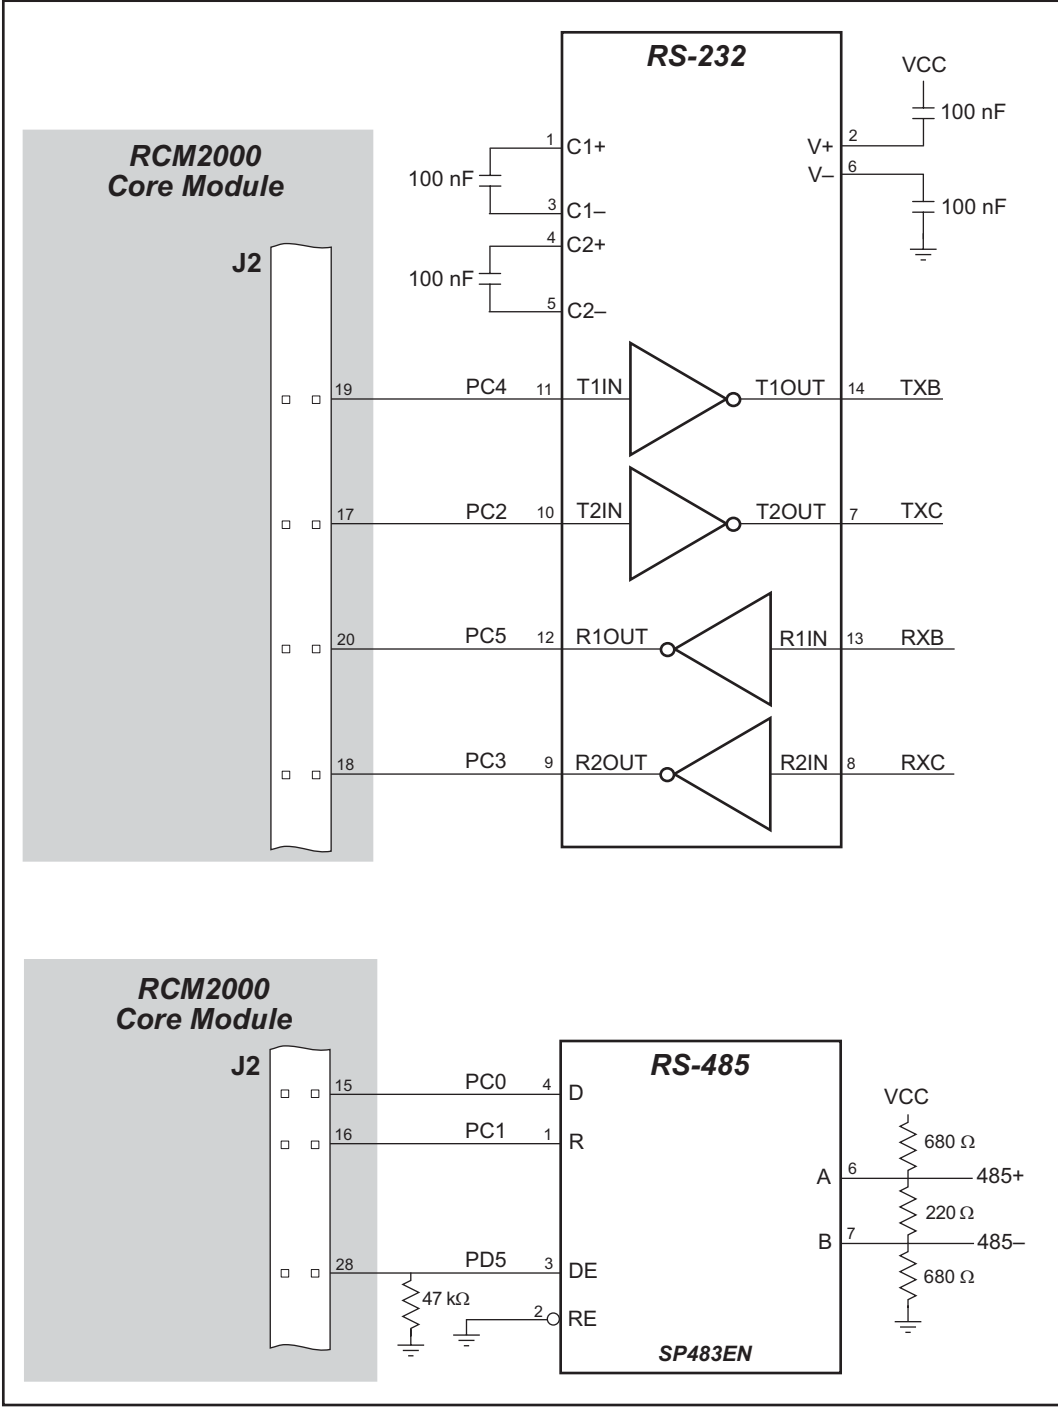 RS-232
VCC
100 nF
RCM2000
Core Module
1 C1+
V+ 2
V– 6
100 nF
3 C1–
100 nF
4 C2+
100 nF
5 C2–
J2
19 PC4 11 T1IN T1OUT 14 TXB
17 PC2 10 T2IN T2OUT 7 TXC
20 PC5 12 R1OUT R1IN 13 RXB
18 PC3 9 R2OUT R2IN 8 RXC
RCM2000
Core Module
J2
RS-485
15 PC0 4 D
16 PC1 1 R
VCC
680 Ω
A 6 485+
220 Ω
B 7 485–
680 Ω
28 PD5 3 DE
47 kΩ
2 RE
SP483EN